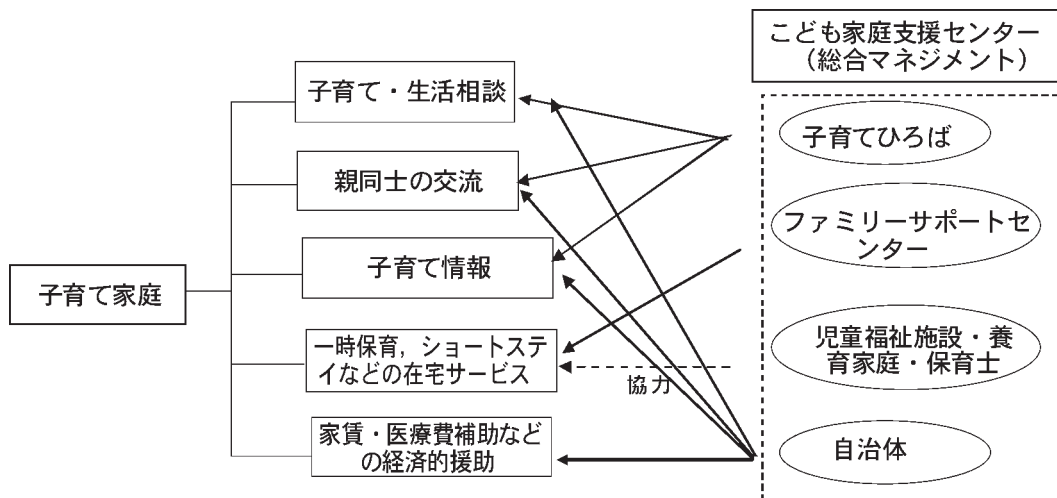 こども家庭支援センター
（総合マネジメント）
子育て・生活相談
親同士の交流
子育て情報
子育て家庭
一時保育，ショートステ
イなどの在宅サービス
協力
家賃・医療費補助など
の経済的援助
子育てひろば
ファミリーサポートセ
ンター
児童福祉施設・養
育家庭・保育士
自治体